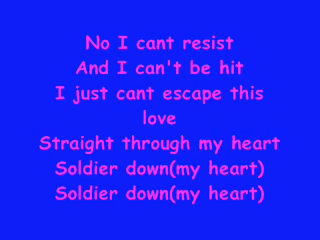 No I cant resist
And I can't be hit
I just cant escape this
love
Straight through my heart
Soldier down(my heart)
Soldier down(my heart)